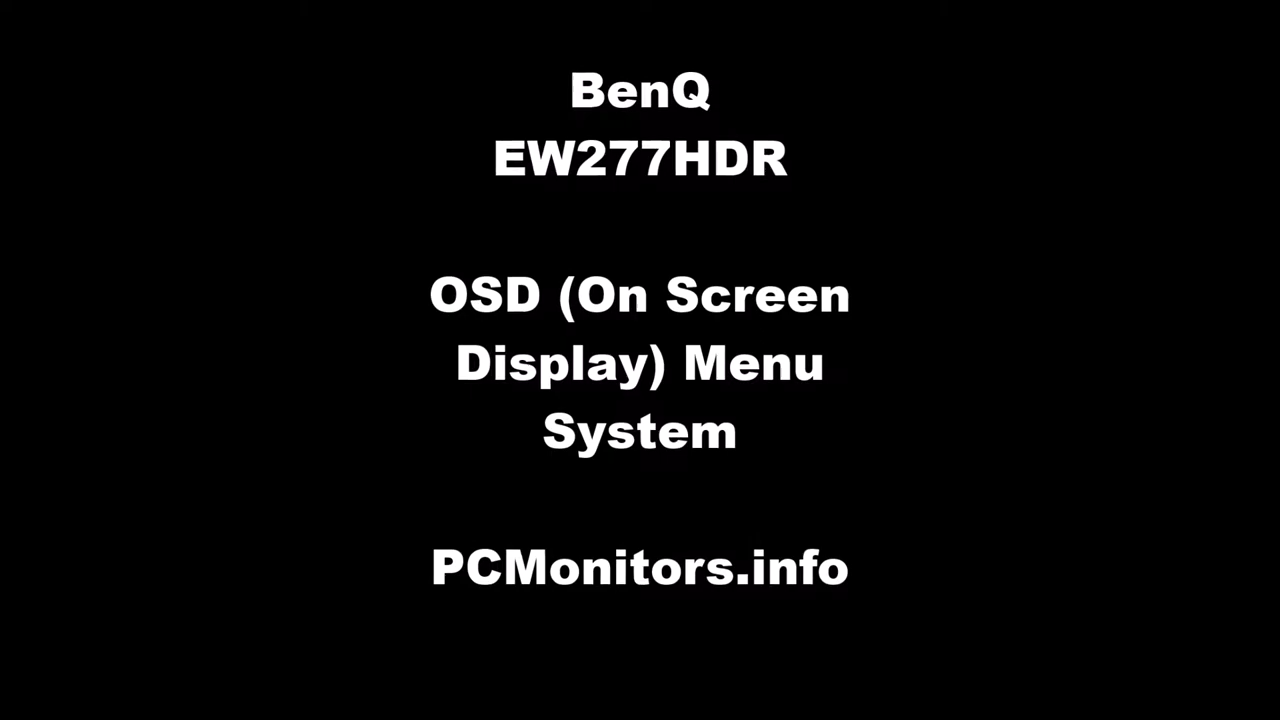 BenQ
EW277HDR
OSD (On Screen
Display) Menu
System
PCMonitors.info